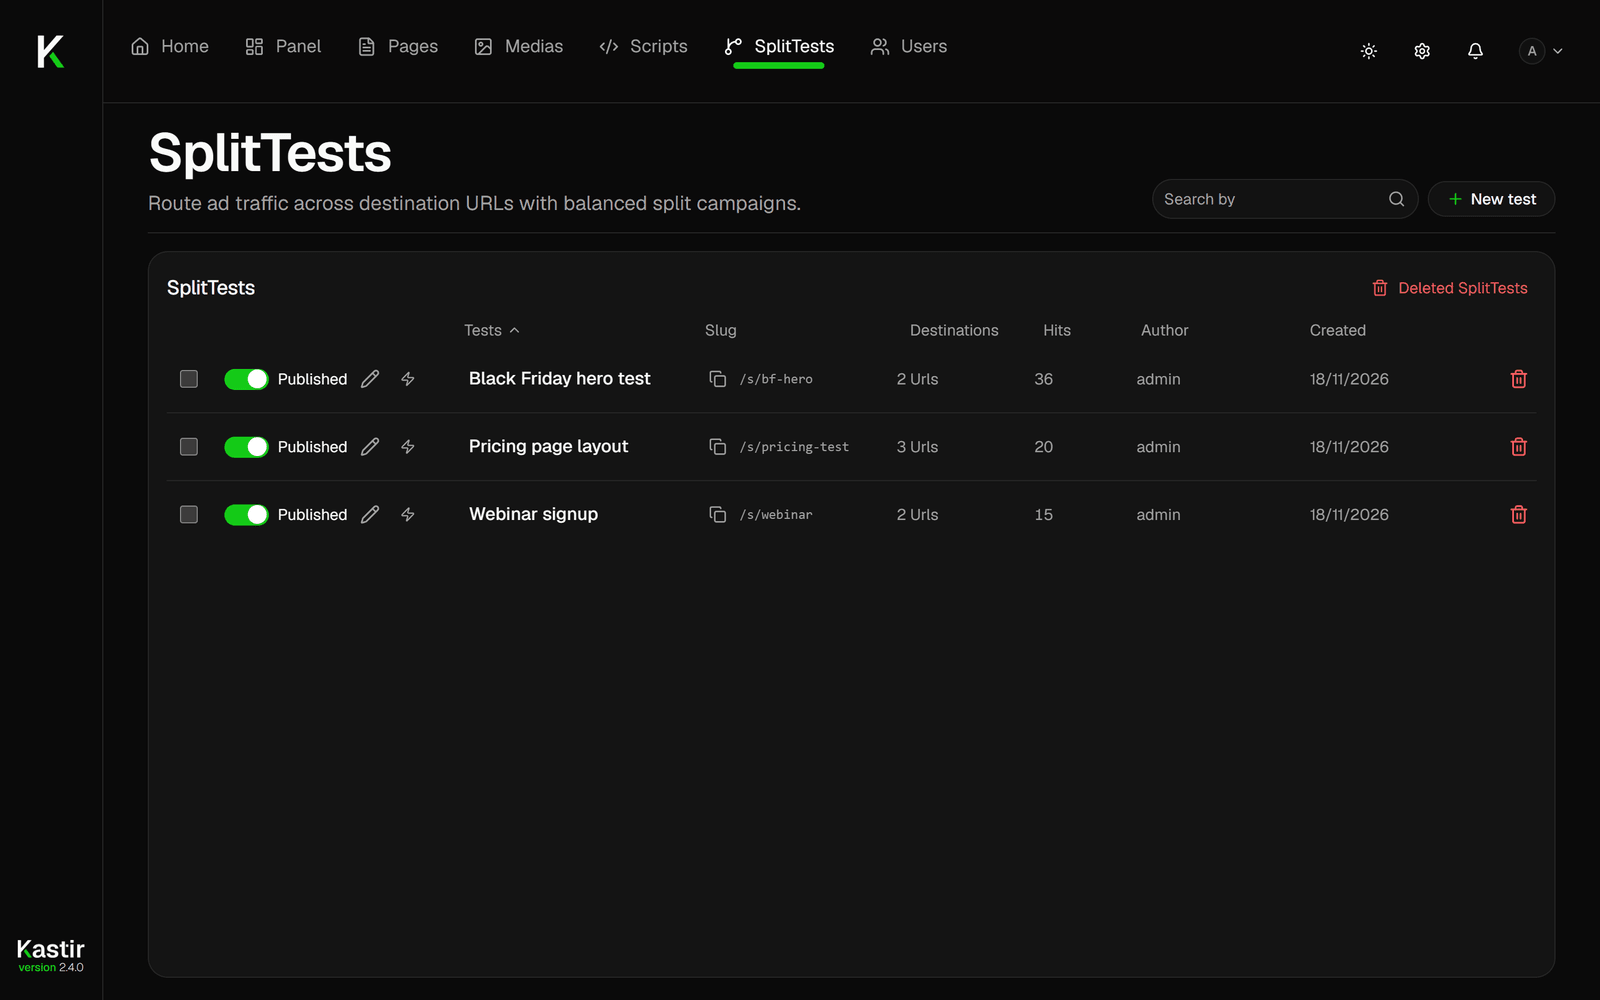 K
Home Panel Pages Medias Scripts SplitTests Users A
SplitTests
Route ad traffic across destination URLs with balanced split campaigns.
Search by New test
SplitTests Deleted SplitTests
Tests Slug Destinations Hits Author Created
Published Black Friday hero test /s/bf-hero 2 Urls 36 admin 18/11/2026
Published Pricing page layout /s/pricing-test 3 Urls 20 admin 18/11/2026
Published Webinar signup /s/webinar 2 Urls 15 admin 18/11/2026
Kastir
version 2.4.0